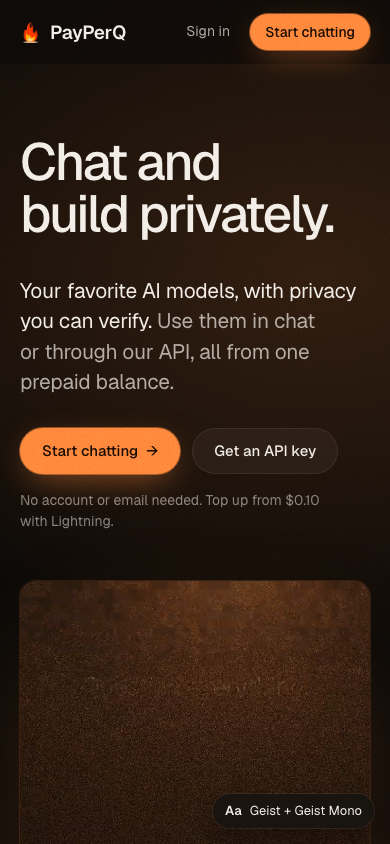 PayPerQ
Sign in
Start chatting
Chat and
build privately.
Your favorite AI models, with privacy
you can verify. Use them in chat
or through our API, all from one
prepaid balance.
Start chatting →
Get an API key
No account or email needed. Top up from $0.10
with Lightning.
Aa Geist + Geist Mono